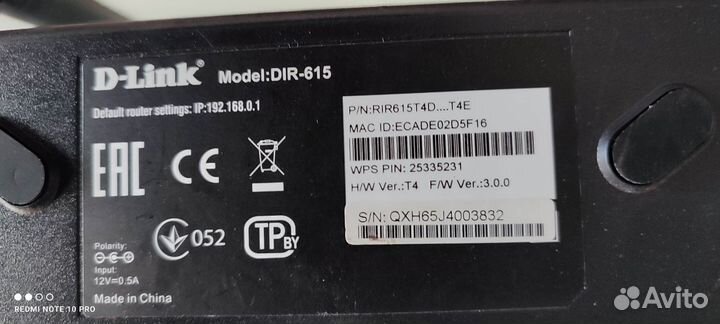 D-Link® Model:DIR-615
Default router settings: IP:192.168.0.1
P/N:RIR615T4D....T4E
MAC ID:ECADE02D5F16
WPS PIN: 25335231
H/W Ver.:T4 F/W Ver.:3.0.0
S/N: QXH65J4003832
EAC CE
052 TP BY
Polarity:
Input:
12V⎓0.5A
Made in China
REDMI NOTE 10 PRO
Avito